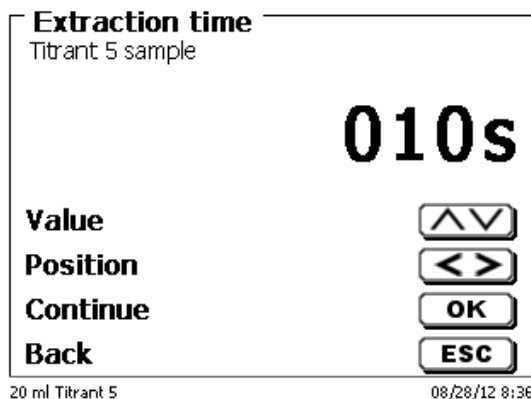 Extraction time
Titrant 5 sample
010s
Value
Position
Continue OK
Back ESC
20 ml Titrant 5 08/28/12 8:36